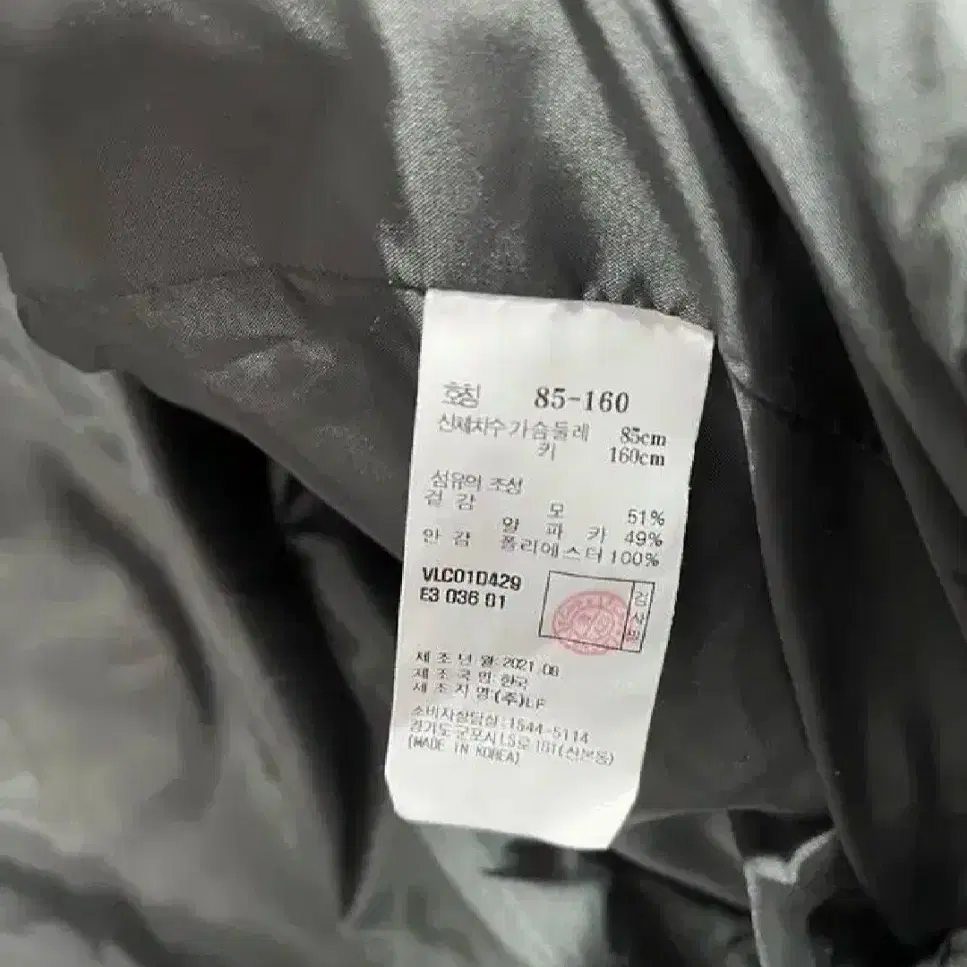 호칭 85-160
신체치수 가슴둘레 85cm
키 160cm
섬유의 조성
겉감 모 51%
알파카 49%
안감 폴리에스터 100%
VLC01D429
E3 036 01
검사필
제조년월:2021.08
제조국명:한국
제조자명:(주)LF
소비자상담실:1544-5114
경기도 군포시 LS로 181(산본동)
(MADE IN KOREA)